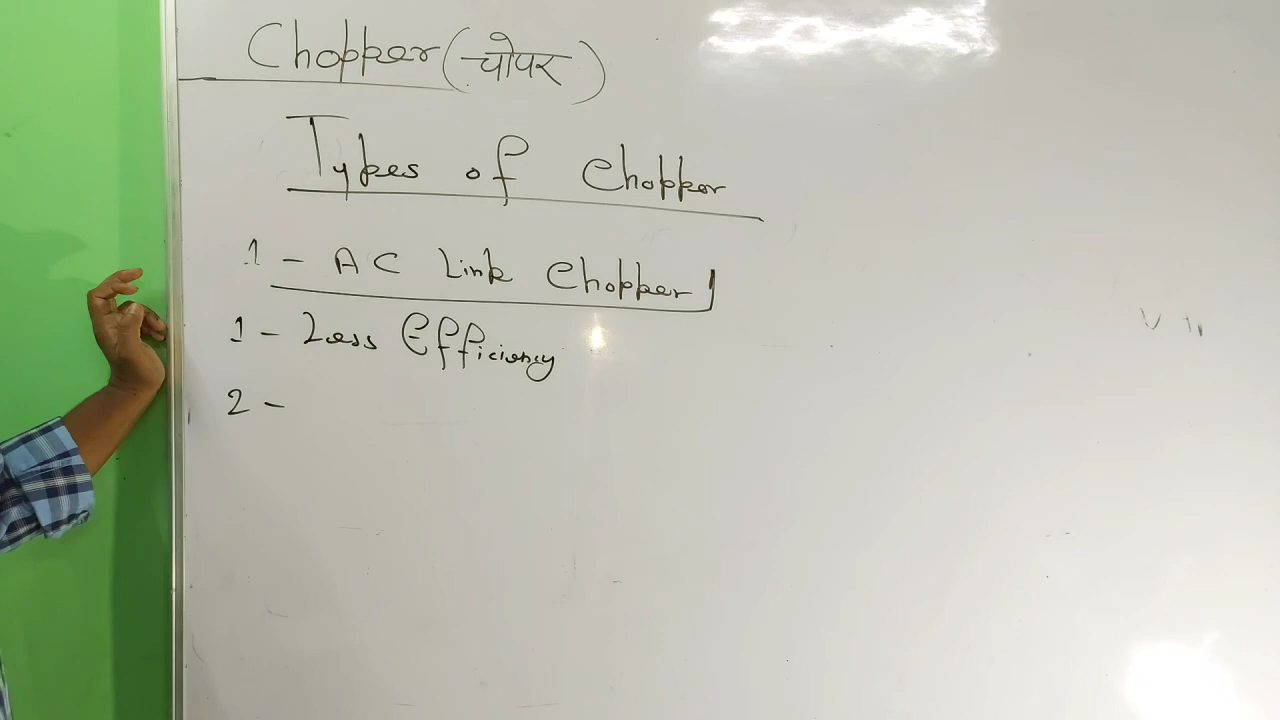 Chopper (चोपर)
Types of Chopper
1 - AC Link Chopper
1 - Less Efficiency
2 -